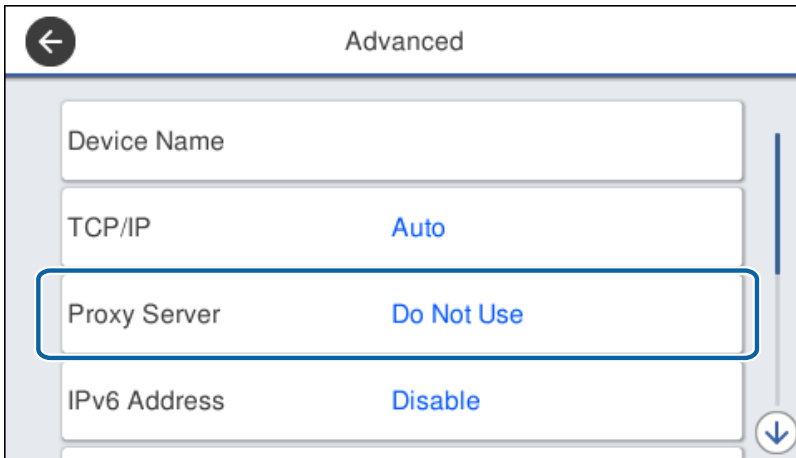 Advanced
Device Name
TCP/IP Auto
Proxy Server Do Not Use
IPv6 Address Disable